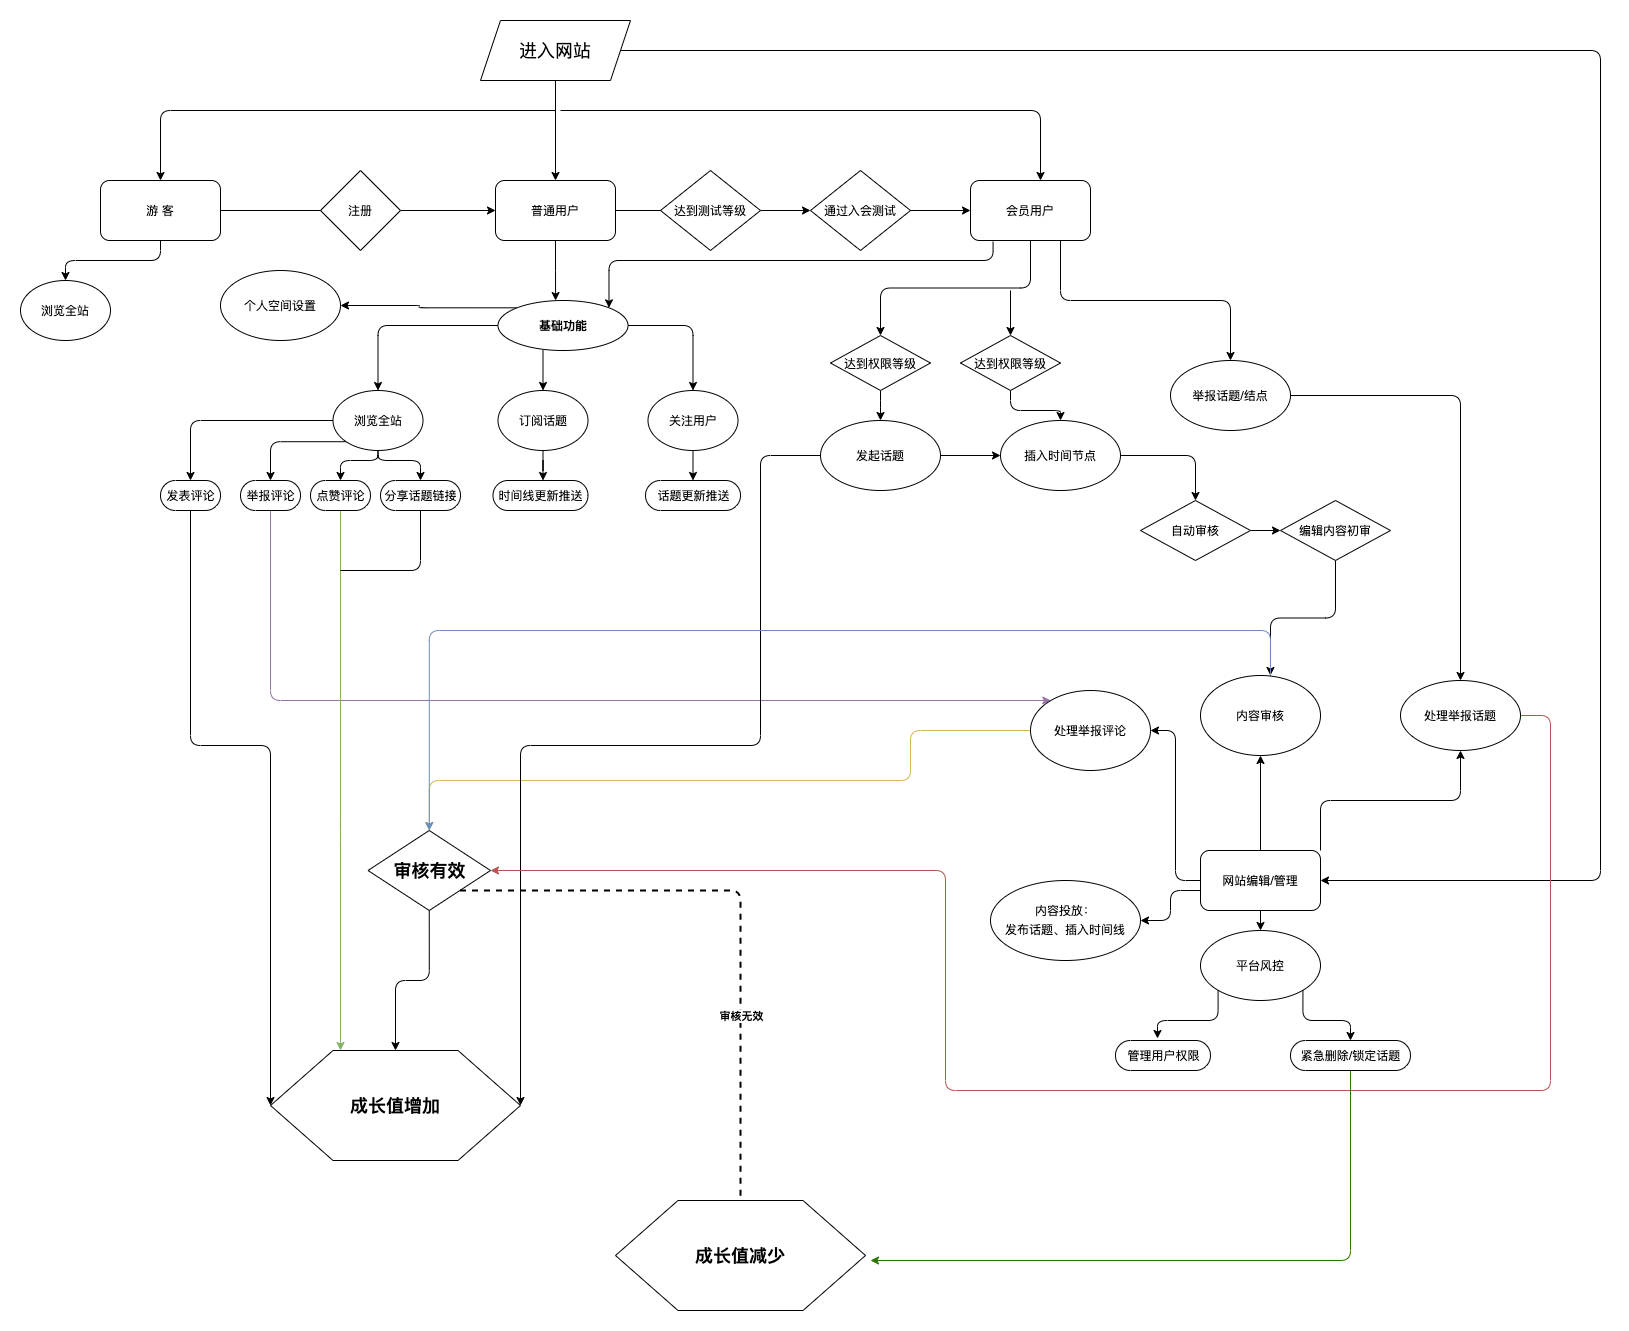 进入网站
游 客
注册
普通用户
达到测试等级
通过入会测试
会员用户
浏览全站
个人空间设置
基础功能
达到权限等级
达到权限等级
举报话题/结点
浏览全站
订阅话题
关注用户
发起话题
插入时间节点
发表评论
举报评论
点赞评论
分享话题链接
时间线更新推送
话题更新推送
自动审核
编辑内容初审
处理举报评论
内容审核
处理举报话题
审核有效
网站编辑/管理
内容投放：
发布话题、插入时间线
平台风控
审核无效
管理用户权限
紧急删除/锁定话题
成长值增加
成长值减少